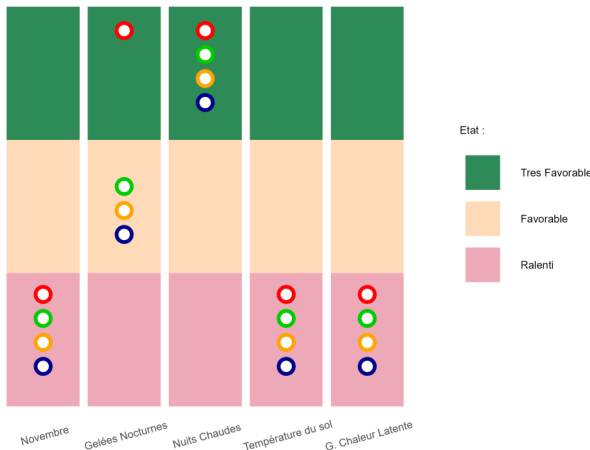 Etat :
Tres Favorable
Favorable
Ralenti
Novembre
Gelées Nocturnes
Nuits Chaudes
Température du sol
G. Chaleur Latente